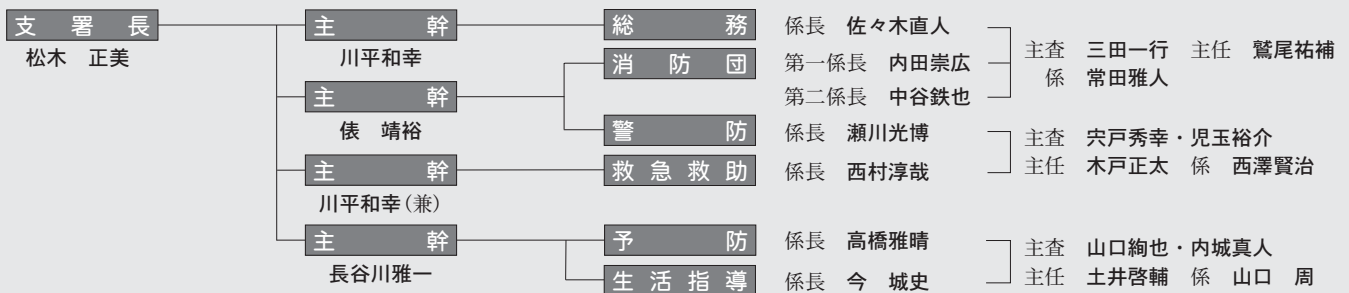 支署長
松木 正美
主幹
川平和幸
主幹
俵 靖裕
主幹
川平和幸(兼)
主幹
長谷川雅一
総務 係長 佐々木直人
消防団 第一係長 内田崇広
第二係長 中谷鉄也
主査 三田一行 主任 鷲尾祐補
係 常田雅人
警防 係長 瀬川光博
救急救助 係長 西村淳哉
主査 宍戸秀幸・児玉裕介
主任 木戸正太 係 西澤賢治
予防 係長 高橋雅晴
生活指導 係長 今 城史
主査 山口絢也・内城真人
主任 土井啓輔 係 山口 周